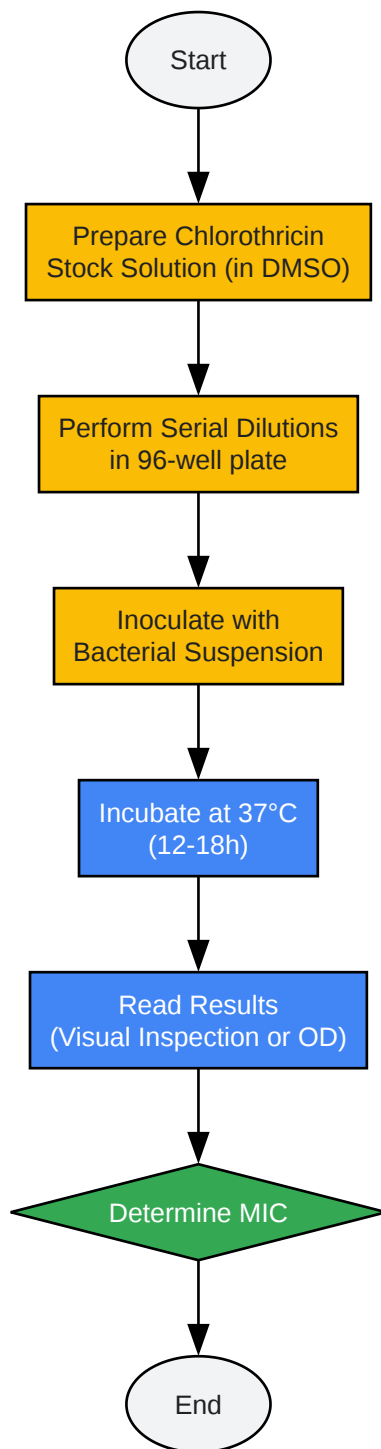 Start
Prepare Chlorothricin
Stock Solution (in DMSO)
Perform Serial Dilutions
in 96-well plate
Inoculate with
Bacterial Suspension
Incubate at 37°C
(12-18h)
Read Results
(Visual Inspection or OD)
Determine MIC
End